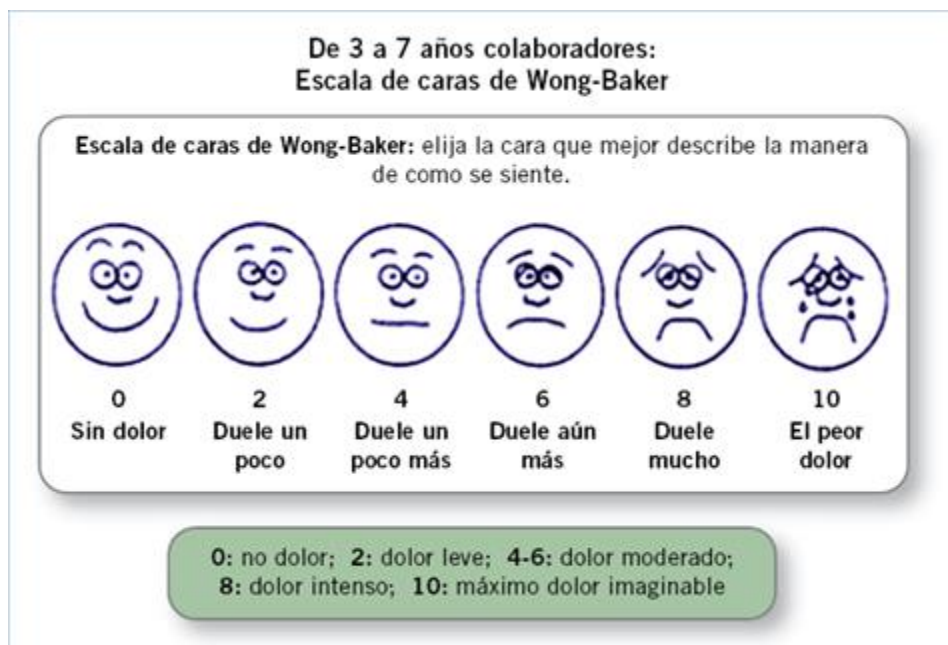 De 3 a 7 años colaboradores:
Escala de caras de Wong-Baker
Escala de caras de Wong-Baker: elija la cara que mejor describe la manera
de como se siente.
0
Sin dolor
2
Duele un
poco
4
Duele un
poco más
6
Duele aún
más
8
Duele
mucho
10
El peor
dolor
0: no dolor; 2: dolor leve; 4-6: dolor moderado;
8: dolor intenso; 10: máximo dolor imaginable